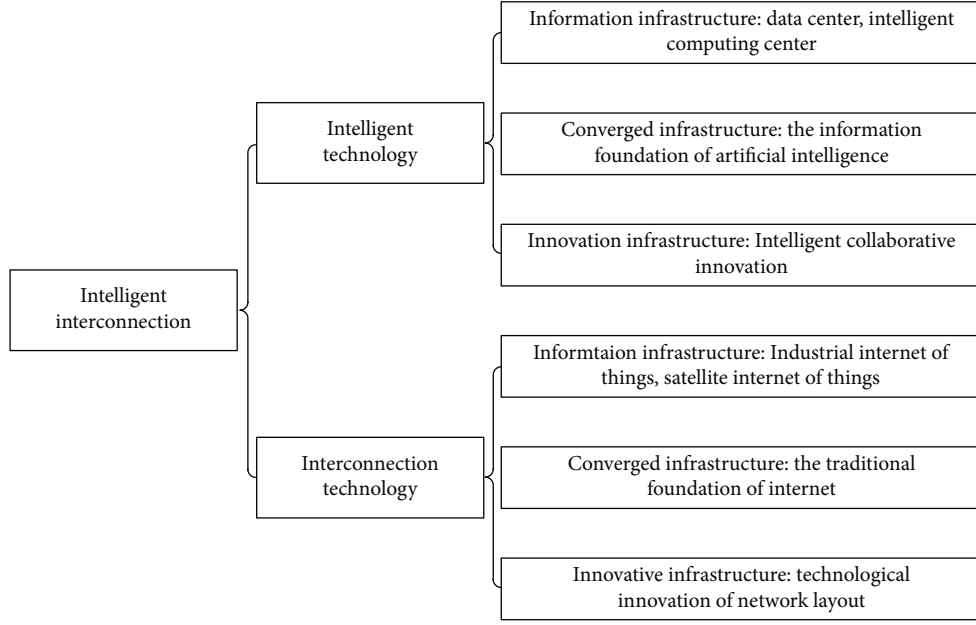 Intelligent
interconnection
Intelligent
technology
Information infrastructure: data center, intelligent
computing center
Converged infrastructure: the information
foundation of artificial intelligence
Innovation infrastructure: Intelligent collaborative
innovation
Interconnection
technology
Informtaion infrastructure: Industrial internet of
things, satellite internet of things
Converged infrastructure: the traditional
foundation of internet
Innovative infrastructure: technological
innovation of network layout